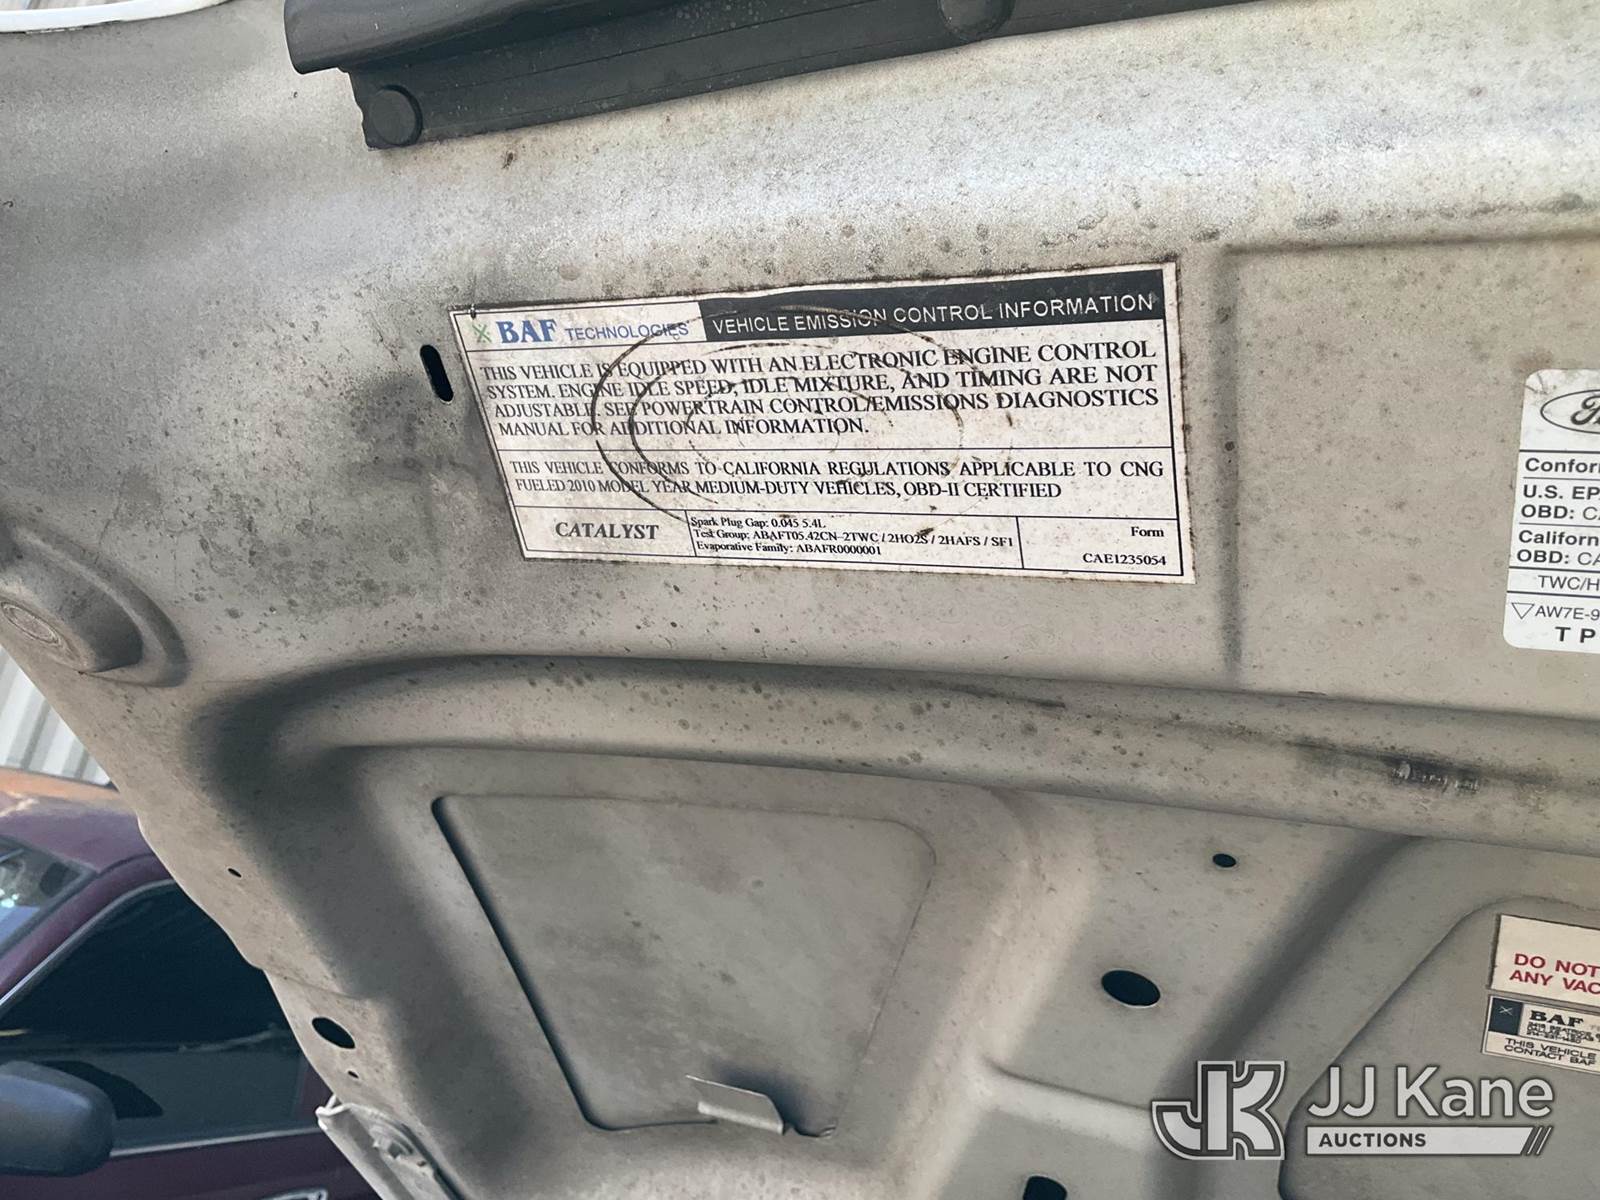 BAF TECHNOLOGIES VEHICLE EMISSION CONTROL INFORMATION
THIS VEHICLE IS EQUIPPED WITH AN ELECTRONIC ENGINE CONTROL
SYSTEM. ENGINE IDLE SPEED, IDLE MIXTURE, AND TIMING ARE NOT
ADJUSTABLE. SEE POWERTRAIN CONTROL/EMISSIONS DIAGNOSTICS
MANUAL FOR ADDITIONAL INFORMATION.
THIS VEHICLE CONFORMS TO CALIFORNIA REGULATIONS APPLICABLE TO CNG
FUELED 2010 MODEL YEAR MEDIUM-DUTY VEHICLES, OBD-II CERTIFIED
CATALYST
Spark Plug Gap: 0.045 5.4L
Test Group: ABAFT05.42CN 2TWC / 2HO2S / 2HAFS / SFI
Evaporative Family: ABAFR0000001
Form
CAE1235054
Confor
U.S. EP
OBD: CA
Californ
OBD: CA
TWC/H
AW7E-9
T P
DO NOT
ANY VAC
BAF
THIS VEHICLE
CONTACT BAF
JK JJ Kane
AUCTIONS